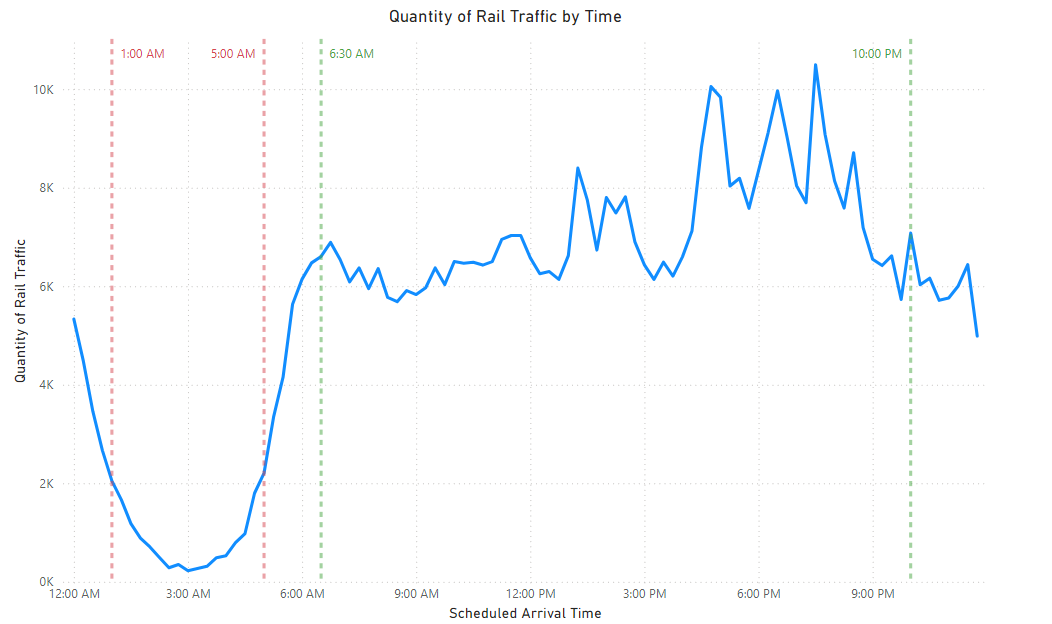 Quantity of Rail Traffic by Time
1:00 AM
5:00 AM
6:30 AM
10:00 PM
10K
8K
6K
4K
2K
0K
Quantity of Rail Traffic
12:00 AM
3:00 AM
6:00 AM
9:00 AM
12:00 PM
3:00 PM
6:00 PM
9:00 PM
Scheduled Arrival Time